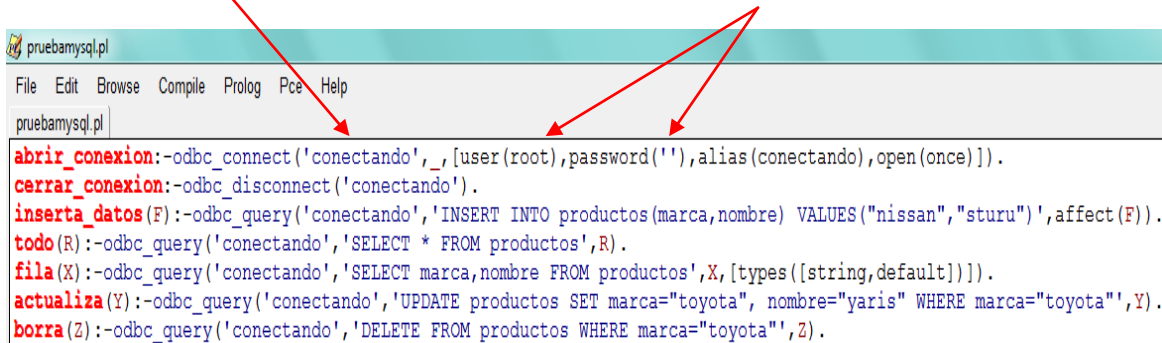 pruebamysql.pl
File Edit Browse Compile Prolog Pce Help
pruebamysql.pl
abrir_conexion:-odbc_connect('conectando',_,[user(root),password(''),alias(conectando),open(once)]).
cerrar_conexion:-odbc_disconnect('conectando').
inserta_datos(F):-odbc_query('conectando','INSERT INTO productos(marca,nombre) VALUES("nissan","sturu")',affect(F)).
todo(R):-odbc_query('conectando','SELECT * FROM productos',R).
fila(X):-odbc_query('conectando','SELECT marca,nombre FROM productos',X,[types([string,default])]).
actualiza(Y):-odbc_query('conectando','UPDATE productos SET marca="toyota", nombre="yaris" WHERE marca="toyota"',Y).
borra(Z):-odbc_query('conectando','DELETE FROM productos WHERE marca="toyota"',Z).